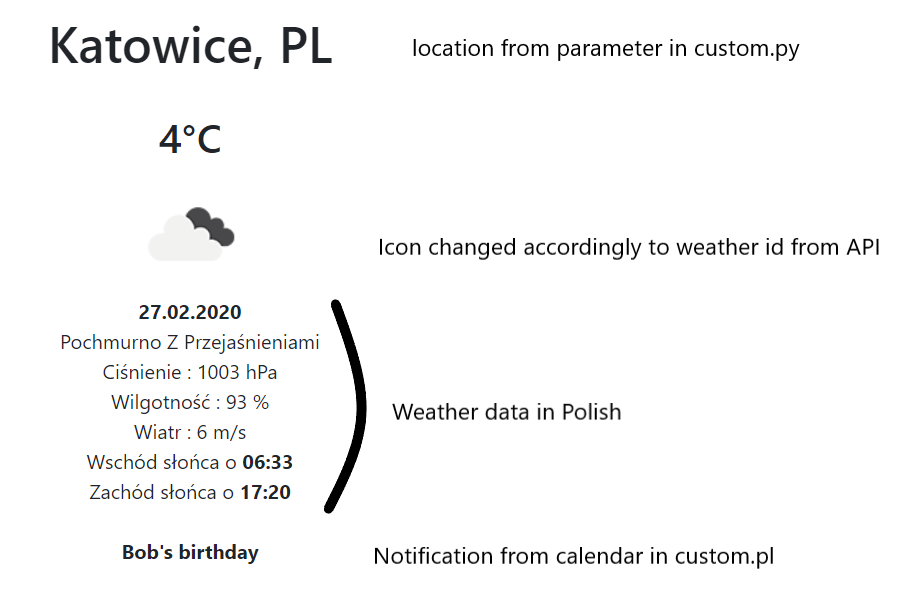 Katowice, PL
location from parameter in custom.py
4°C
Icon changed accordingly to weather id from API
27.02.2020
Pochmurno Z Przejaśnieniami
Ciśnienie : 1003 hPa
Wilgotność : 93 %
Wiatr : 6 m/s
Wschód słońca o 06:33
Zachód słońca o 17:20
Weather data in Polish
Bob's birthday
Notification from calendar in custom.pl